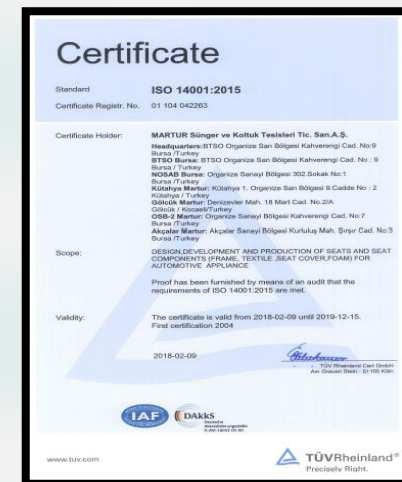 Certificate
Standard ISO 14001:2015
Certificate Registr. No. 01 104 042263
Certificate Holder: MARTUR Sünger ve Koltuk Tesisleri Tic. San.A.Ş.
Headquarters:BTSO Organize San Bölgesi Kahverengi Cad. No:9
Bursa /Turkey
BTSO Bursa: BTSO Organize San Bölgesi Kahverengi Cad. No : 9
Bursa / Turkey
NOSAB Bursa: Organize Sanayi Bölgesi 302.Sokak No:1
Bursa /Turkey
Kütahya Martur: Kütahya 1. Organize San Bölgesi 9.Cadde No : 2
Kütahya / Turkey
Gölcük Martur: Denizevler Mah. 18 Mart Cad. No.2/A
Gölcük / Kocaeli/Turkey
OSB-2 Martur: Organize Sanayi Bölgesi Kahverengi Cad. No:7
Bursa /Turkey
Akçalar Martur: Akçalar Sanayi Bölgesi Kurtuluş Mah. Şırşır Cad. No:3
Bursa /Turkey
Scope: DESIGN,DEVELOPMENT AND PRODUCTION OF SEATS AND SEAT
COMPONENTS (FRAME, TEXTILE ,SEAT COVER,FOAM) FOR
AUTOMOTIVE APPLIANCE
Proof has been furnished by means of an audit that the
requirements of ISO 14001:2015 are met.
Validity: The certificate is valid from 2018-02-09 until 2019-12-15.
First certification 2004
2018-02-09
TÜV Rheinland Cert GmbH
Am Grauen Stein · 51105 Köln
IAF
DAkkS
Deutsche
Akkreditierungsstelle
www.tuv.com
TÜVRheinland®
Precisely Right.